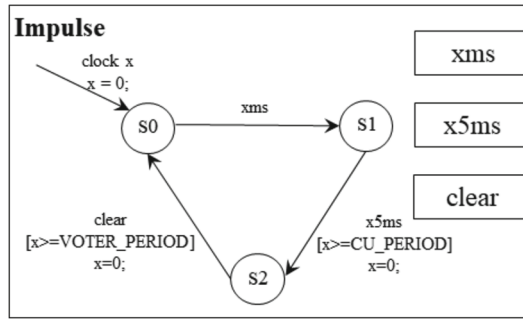 Impulse
clock x
x = 0;
s0
xms
s1
xms
x5ms
clear
clear
[x>=VOTER_PERIOD]
x=0;
x5ms
[x>=CU_PERIOD]
x=0;
s2